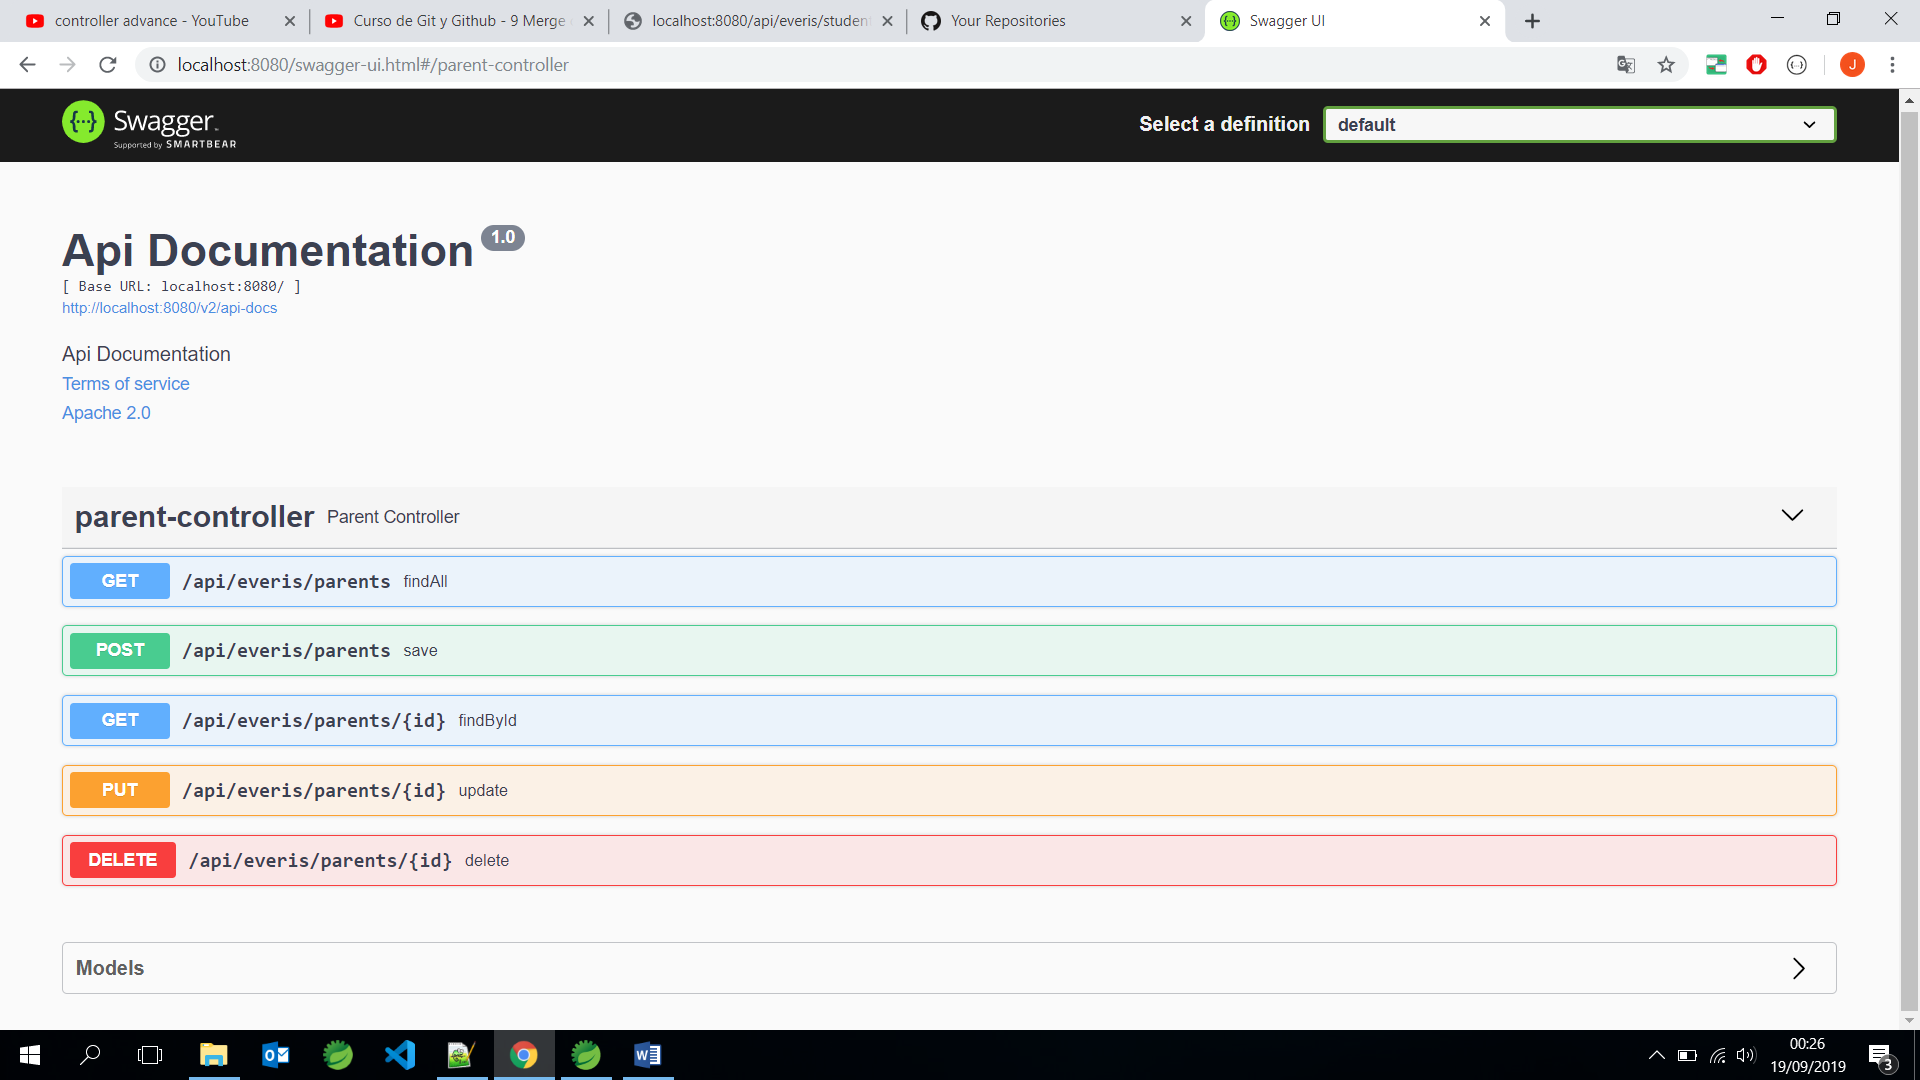 controller advance - YouTube
Curso de Git y Github - 9 Merge
localhost:8080/api/everis/student
Your Repositories
Swagger UI
localhost:8080/swagger-ui.html#/parent-controller
J
Swagger
Supported by SMARTBEAR
Select a definition
default
Api Documentation 1.0
[ Base URL: localhost:8080/ ]
http://localhost:8080/v2/api-docs
Api Documentation
Terms of service
Apache 2.0
parent-controller Parent Controller
GET /api/everis/parents findAll
POST /api/everis/parents save
GET /api/everis/parents/{id} findById
PUT /api/everis/parents/{id} update
DELETE /api/everis/parents/{id} delete
Models
00:26
19/09/2019
3